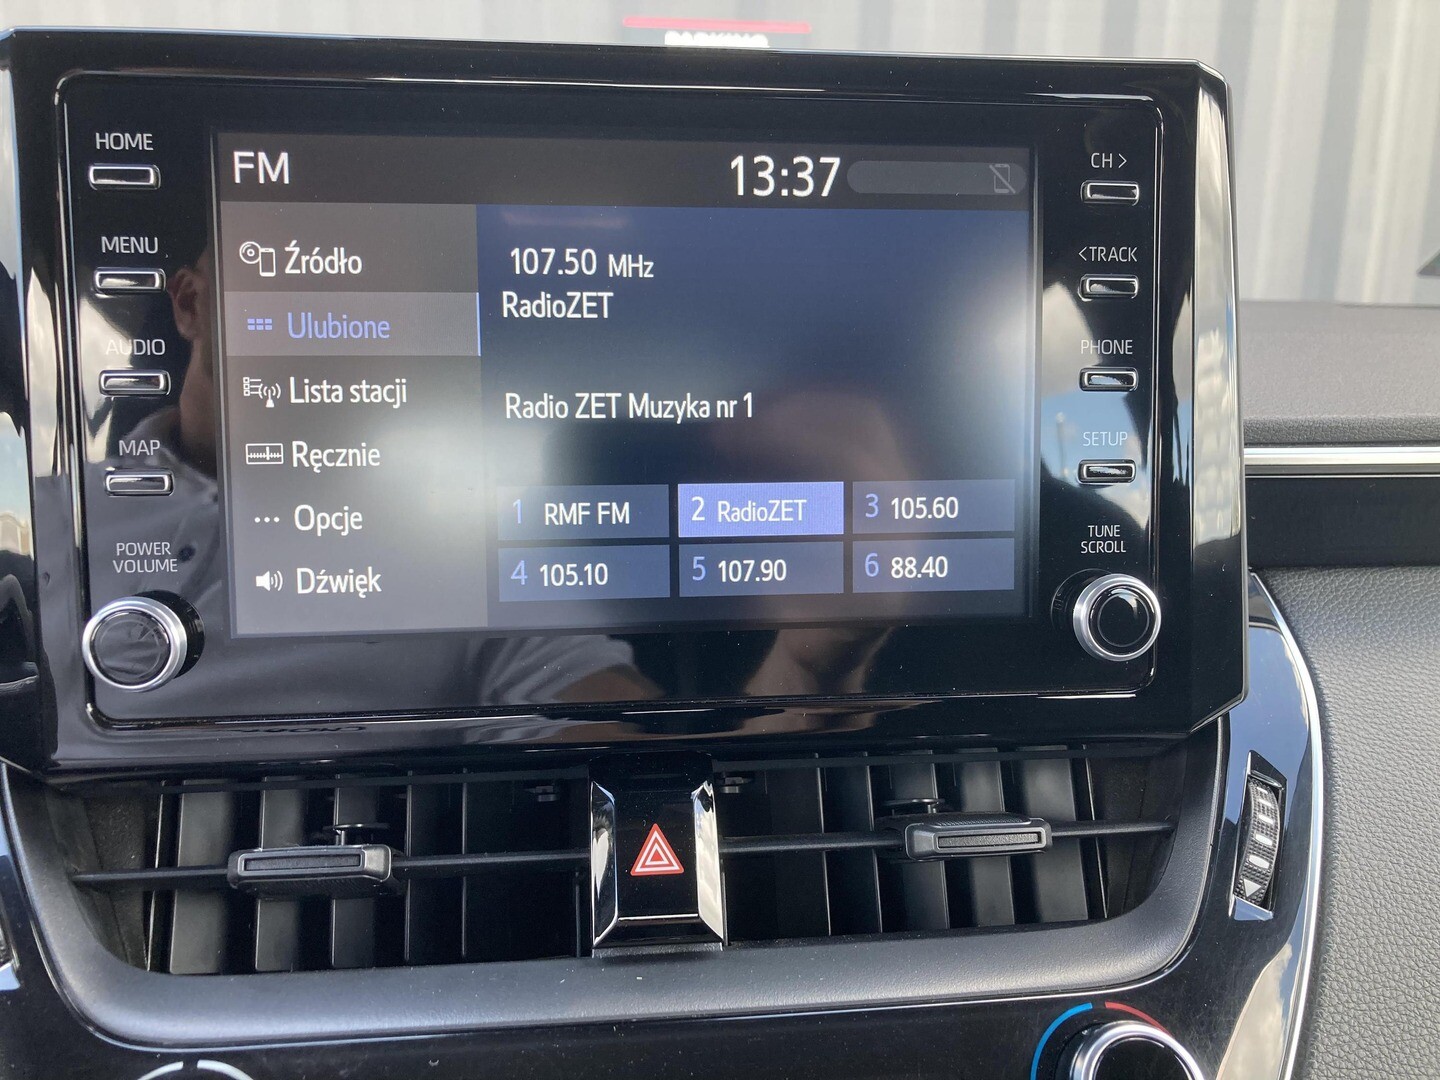 PARKING
HOME
MENU
AUDIO
MAP
POWER
VOLUME
FM
13:37
Źródło
Ulubione
Lista stacji
Ręcznie
Opcje
Dźwięk
107.50 MHz
RadioZET
Radio ZET Muzyka nr 1
1 RMF FM
2 RadioZET
3 105.60
4 105.10
5 107.90
6 88.40
CH >
< TRACK
PHONE
SETUP
TUNE
SCROLL